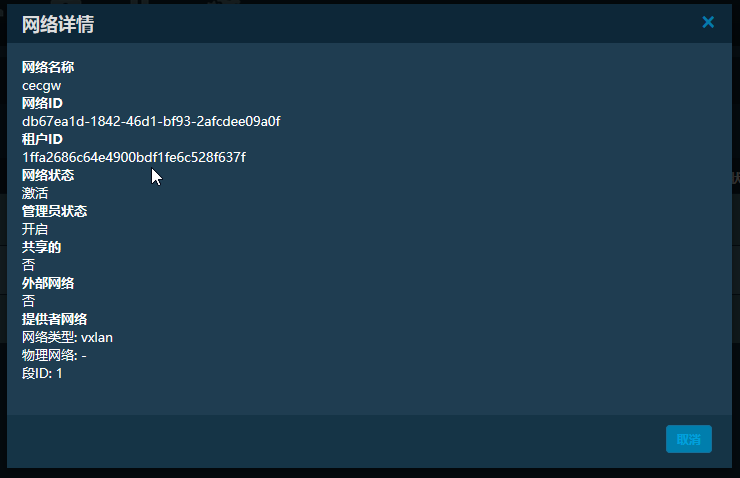 网络详情
网络名称
cecgw
网络ID
db67ea1d-1842-46d1-bf93-2afcdee09a0f
租户ID
1ffa2686c64e4900bdf1fe6c528f637f
网络状态
激活
管理员状态
开启
共享的
否
外部网络
否
提供者网络
网络类型: vxlan
物理网络: -
段ID: 1
取消